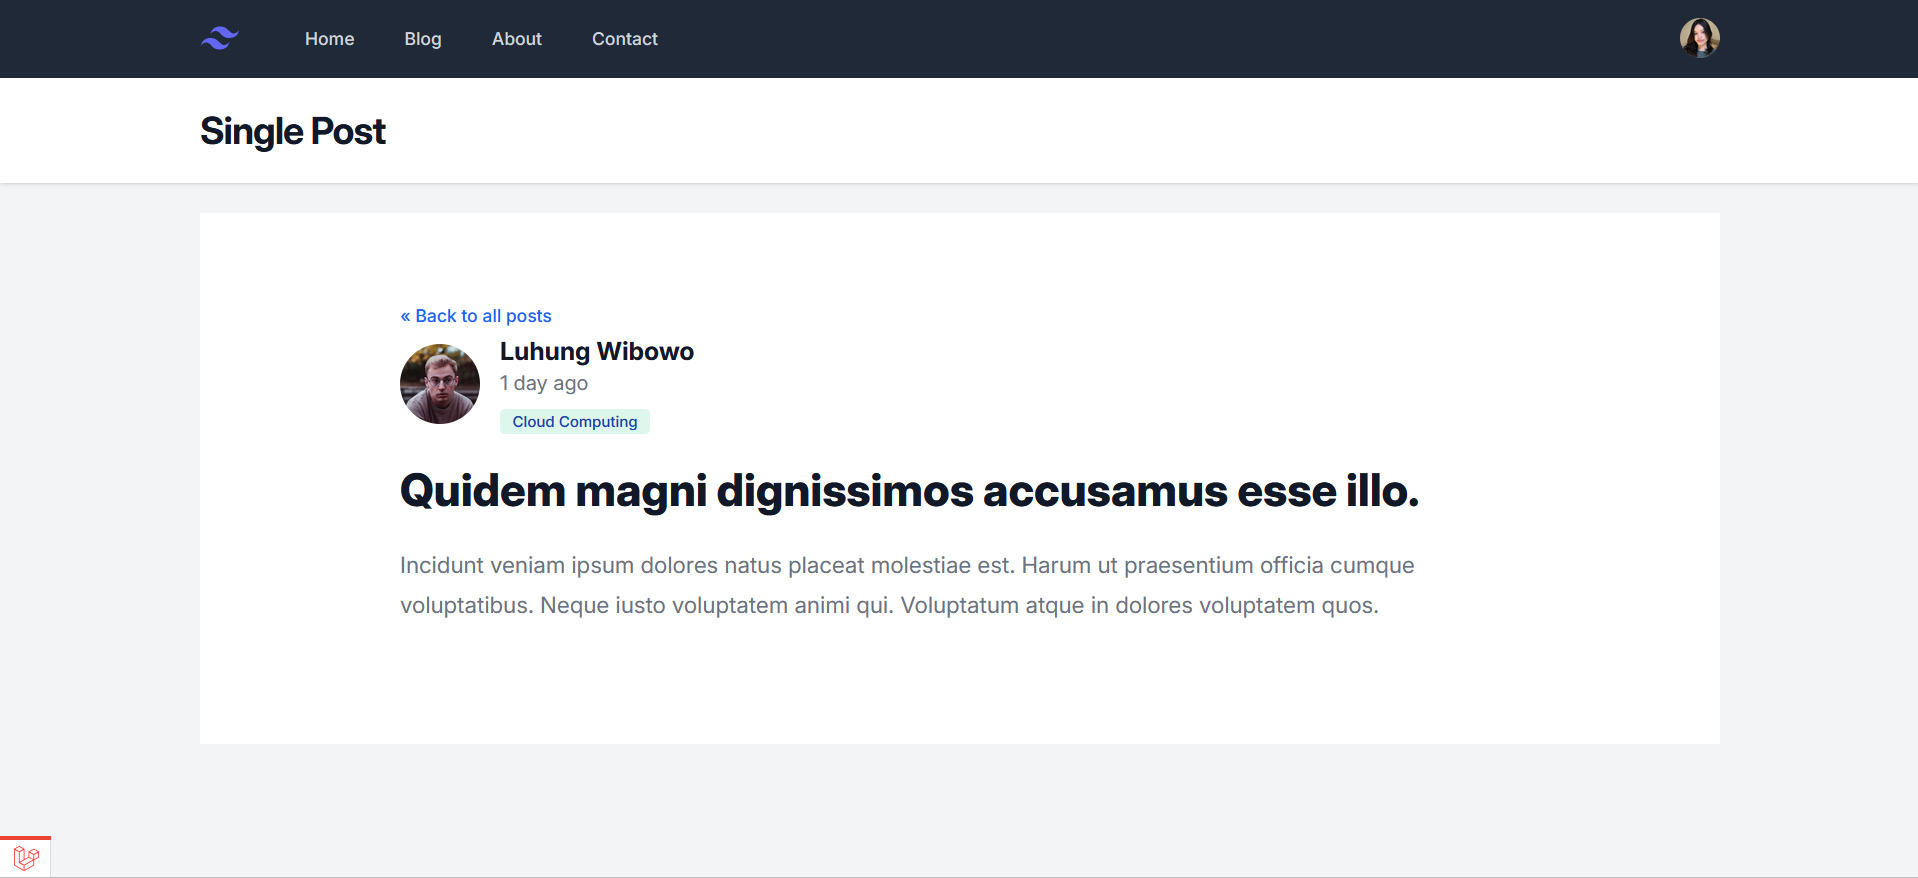 Home Blog About Contact
Single Post
« Back to all posts
Luhung Wibowo
1 day ago
Cloud Computing
Quidem magni dignissimos accusamus esse illo.
Incidunt veniam ipsum dolores natus placeat molestiae est. Harum ut praesentium officia cumque
voluptatibus. Neque iusto voluptatem animi qui. Voluptatum atque in dolores voluptatem quos.